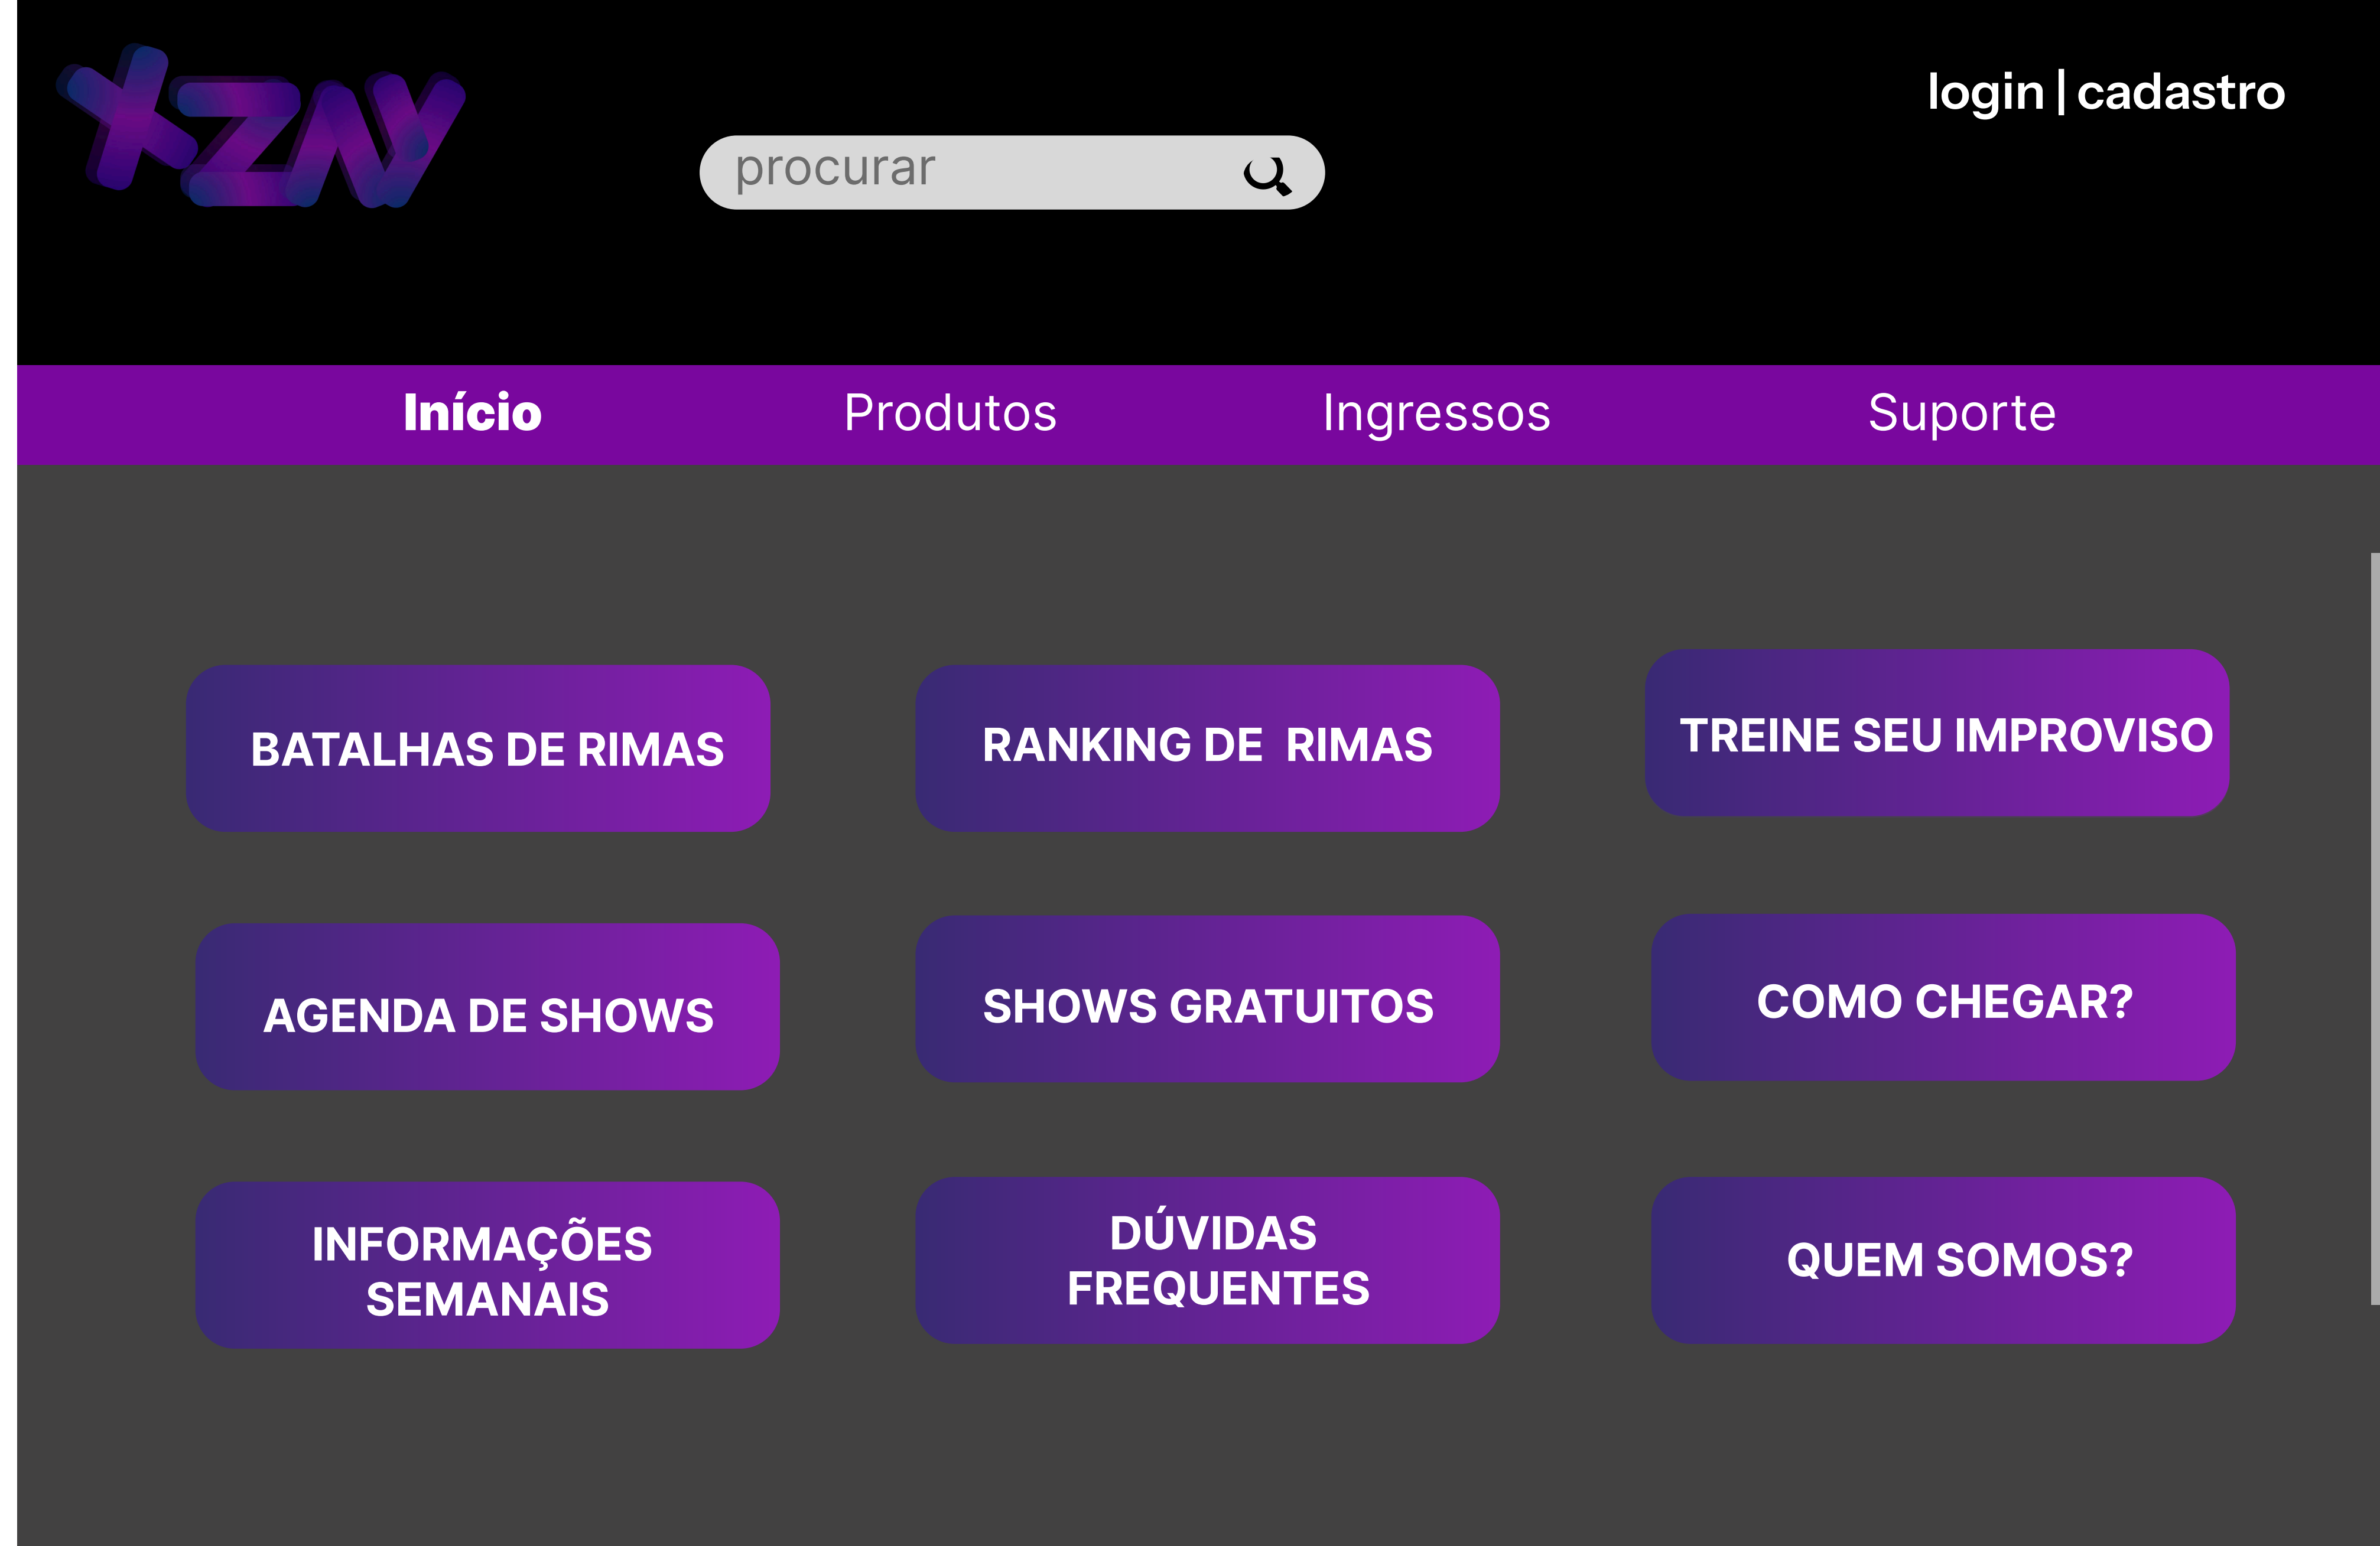 login | cadastro
procurar
Início Produtos Ingressos Suporte
BATALHAS DE RIMAS
RANKING DE  RIMAS
TREINE SEU IMPROVISO
AGENDA DE SHOWS
SHOWS GRATUITOS
COMO CHEGAR?
INFORMAÇÕES
SEMANAIS
DÚVIDAS
FREQUENTES
QUEM SOMOS?